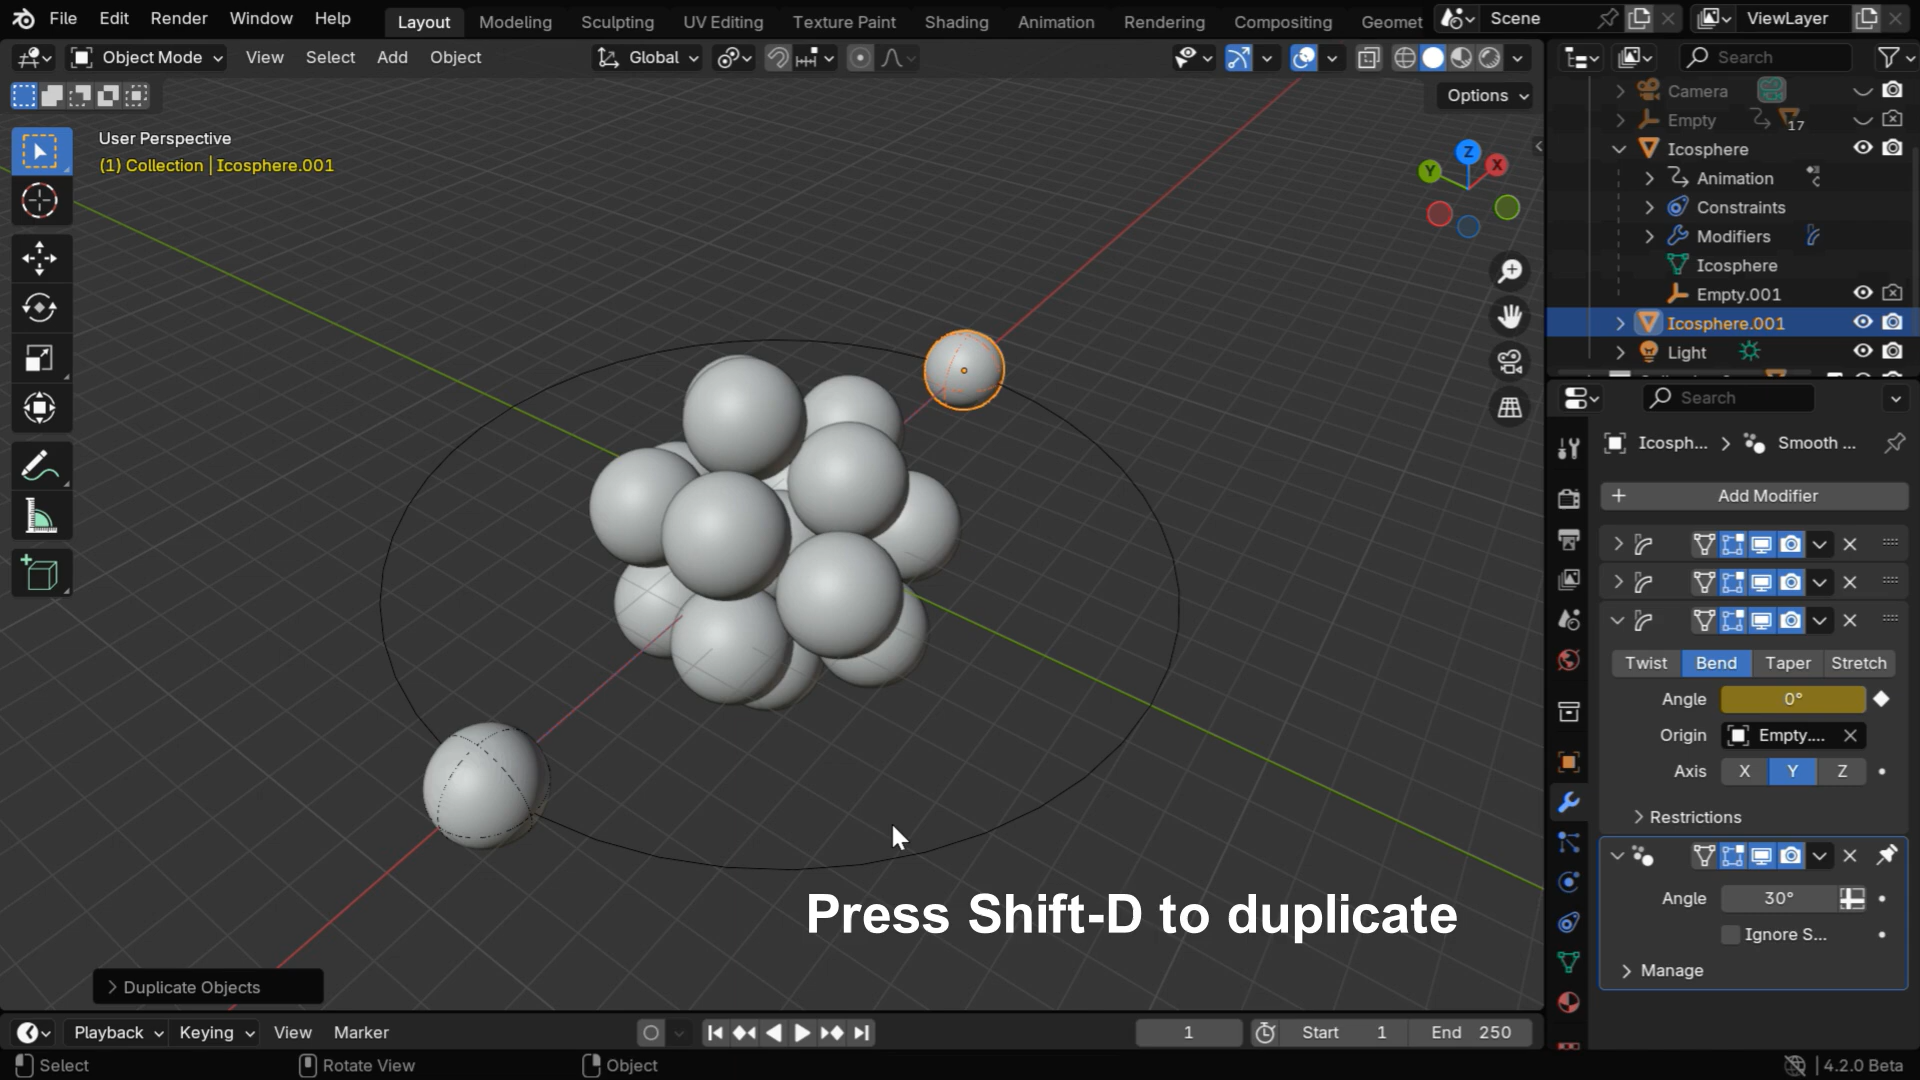 File Edit Render Window Help Layout Modeling Sculpting UV Editing Texture Paint Shading Animation Rendering Compositing Geomet Scene ViewLayer
Object Mode View Select Add Object Global Search
Options
User Perspective
(1) Collection | Icosphere.001
Z
X
Y
Camera
Empty 17
Icosphere
Animation
Constraints
Modifiers
Icosphere
Empty.001
Icosphere.001
Light
Search
Icosph... > Smooth ...
+ Add Modifier
Twist Bend Taper Stretch
Angle 0°
Origin Empty....
Axis X Y Z
Restrictions
Angle 30°
Ignore S...
Manage
Press Shift-D to duplicate
Duplicate Objects
Playback Keying View Marker 1 Start 1 End 250
Select Rotate View Object 4.2.0 Beta